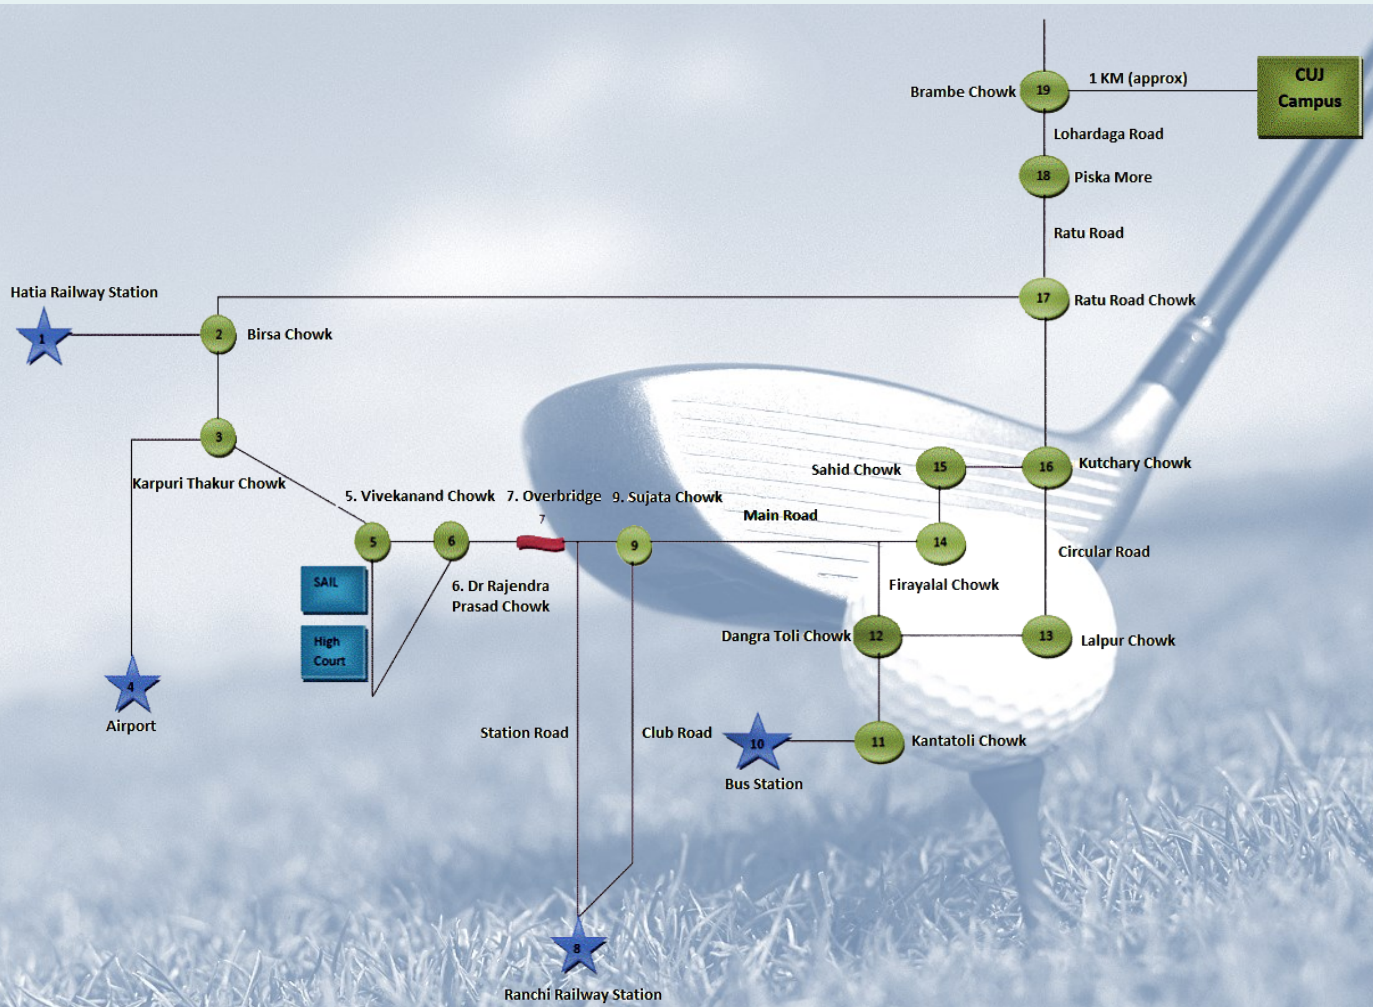 CUJ
Campus
1 KM (approx)
Brambe Chowk
19
Lohardaga Road
18
Piska More
Ratu Road
Hatia Railway Station
17
Ratu Road Chowk
1
2
Birsa Chowk
3
Karpuri Thakur Chowk
Sahid Chowk
15
16
Kutchary Chowk
5. Vivekanand Chowk
7. Overbridge
9. Sujata Chowk
7
Main Road
5
6
9
14
Circular Road
SAIL
6. Dr Rajendra
Prasad Chowk
Firayalal Chowk
High
Court
Dangra Toli Chowk
12
13
Lalpur Chowk
4
Airport
Station Road
Club Road
10
11
Kantatoli Chowk
Bus Station
8
Ranchi Railway Station